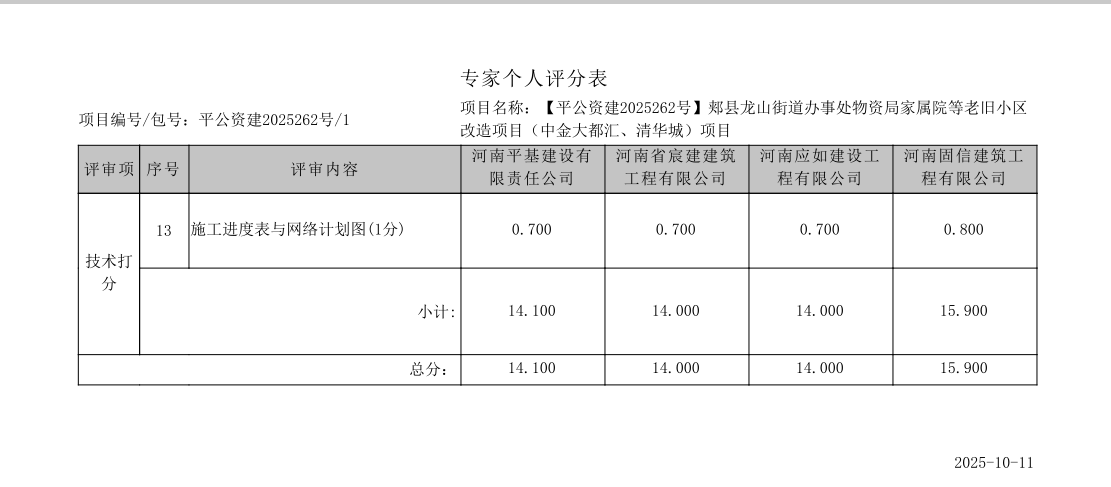 专家个人评分表
项目编号/包号：平公资建2025262号/1
项目名称：【平公资建2025262号】郏县龙山街道办事处物资局家属院等老旧小区
改造项目（中金大都汇、清华城）项目
评审项 序号 评审内容 河南平基建设有 河南省宸建建筑 河南应如建设工 河南固信建筑工
限责任公司 工程有限公司 程有限公司 程有限公司
13 施工进度表与网络计划图(1分) 0.700 0.700 0.700 0.800
技术打
分
小计: 14.100 14.000 14.000 15.900
总分： 14.100 14.000 14.000 15.900
2025-10-11